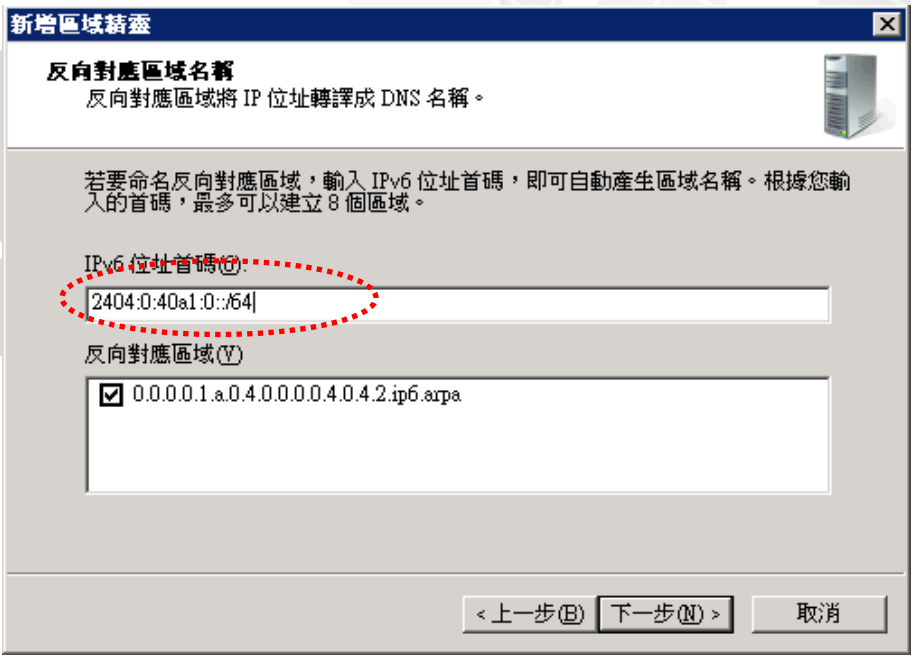 新增區域精靈
反向對應區域名稱
反向對應區域將 IP 位址轉譯成 DNS 名稱。
若要命名反向對應區域，輸入 IPv6 位址首碼，即可自動產生區域名稱。根據您輸
入的首碼，最多可以建立 8 個區域。
IPv6 位址首碼(6):
2404:0:40a1:0::/64
反向對應區域(V)
0.0.0.0.1.a.0.4.0.0.0.0.4.0.4.2.ip6.arpa
<上一步(B)
下一步(N) >
取消